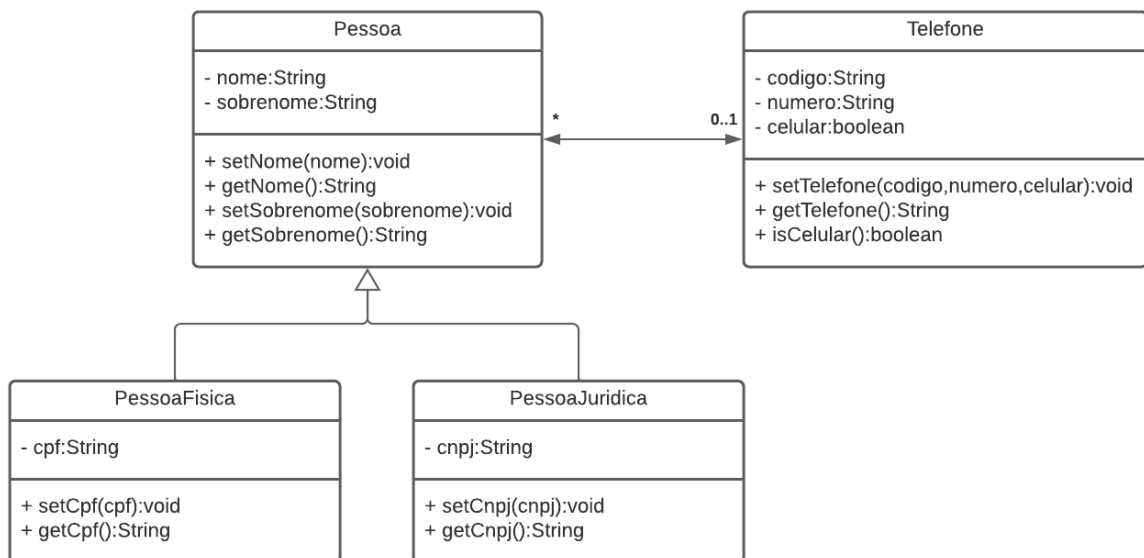 Pessoa
- nome:String
- sobrenome:String
+ setNome(nome):void
+ getNome():String
+ setSobrenome(sobrenome):void
+ getSobrenome():String
*
0..1
Telefone
- codigo:String
- numero:String
- celular:boolean
+ setTelefone(codigo,numero,celular):void
+ getTelefone():String
+ isCelular():boolean
PessoaFisica
- cpf:String
+ setCpf(cpf):void
+ getCpf():String
PessoaJuridica
- cnpj:String
+ setCnpj(cnpj):void
+ getCnpj():String